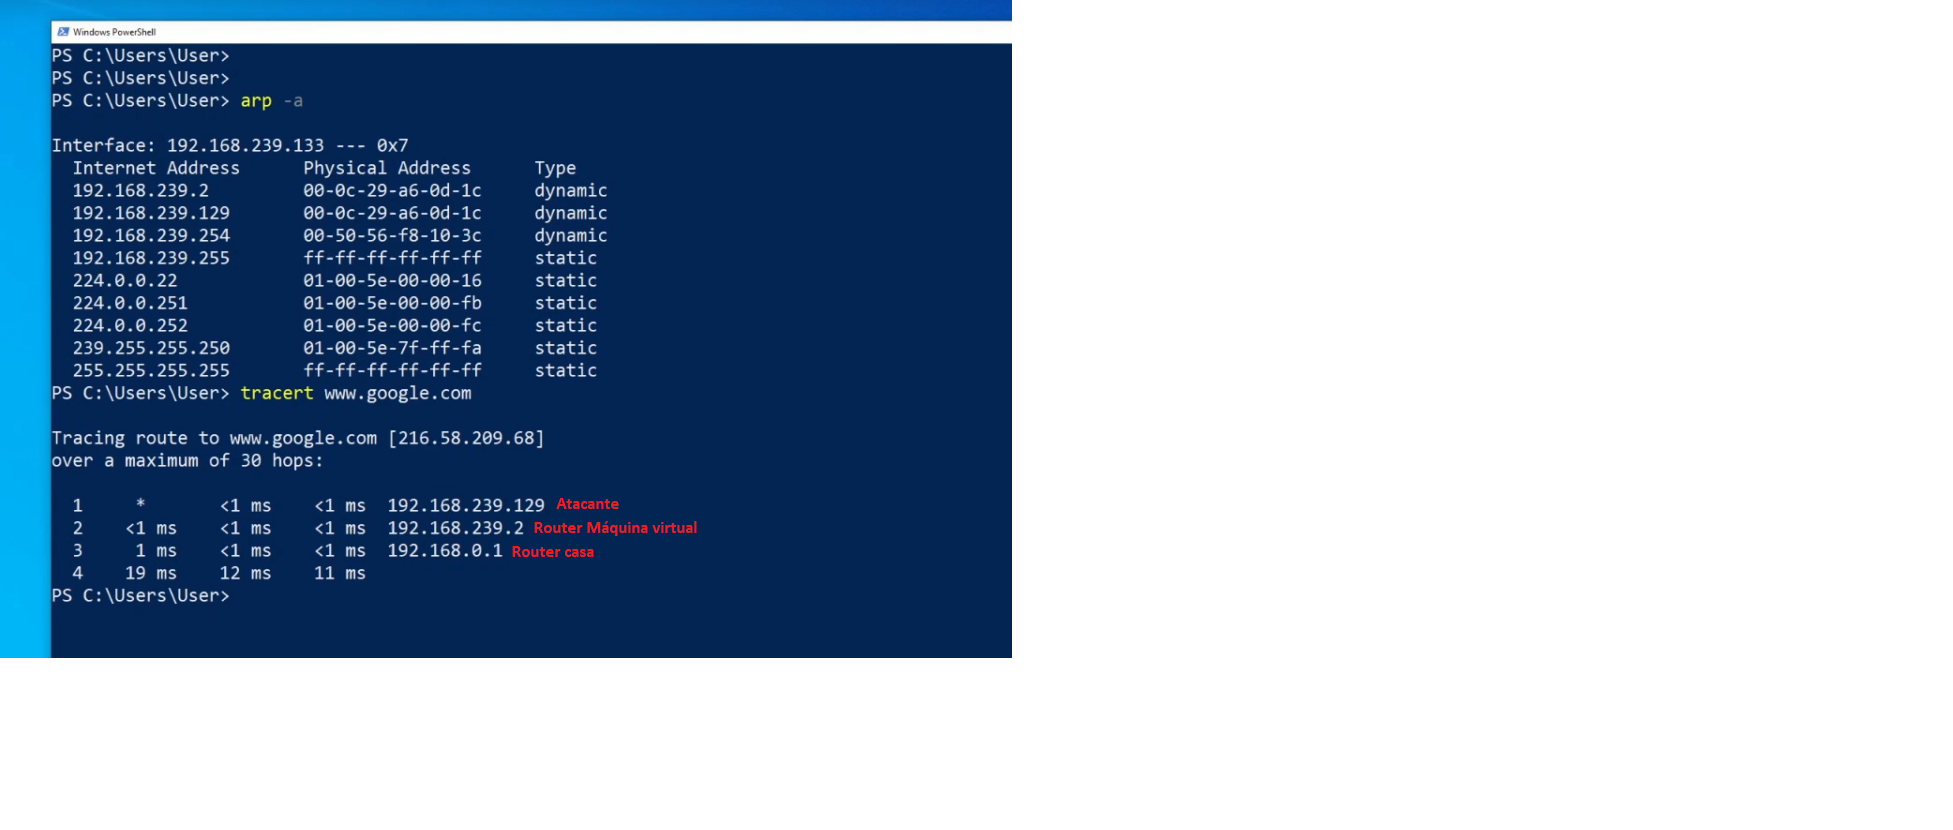 Windows PowerShell
PS C:\Users\User>
PS C:\Users\User>
PS C:\Users\User> arp -a
Interface: 192.168.239.133 --- 0x7
Internet Address Physical Address Type
192.168.239.2 00-0c-29-a6-0d-1c dynamic
192.168.239.129 00-0c-29-a6-0d-1c dynamic
192.168.239.254 00-50-56-f8-10-3c dynamic
192.168.239.255 ff-ff-ff-ff-ff-ff static
224.0.0.22 01-00-5e-00-00-16 static
224.0.0.251 01-00-5e-00-00-fb static
224.0.0.252 01-00-5e-00-00-fc static
239.255.255.250 01-00-5e-7f-ff-fa static
255.255.255.255 ff-ff-ff-ff-ff-ff static
PS C:\Users\User> tracert www.google.com
Tracing route to www.google.com [216.58.209.68]
over a maximum of 30 hops:
1 * <1 ms <1 ms 192.168.239.129 Atacante
2 <1 ms <1 ms <1 ms 192.168.239.2 Router Máquina virtual
3 1 ms <1 ms <1 ms 192.168.0.1 Router casa
4 19 ms 12 ms 11 ms
PS C:\Users\User>